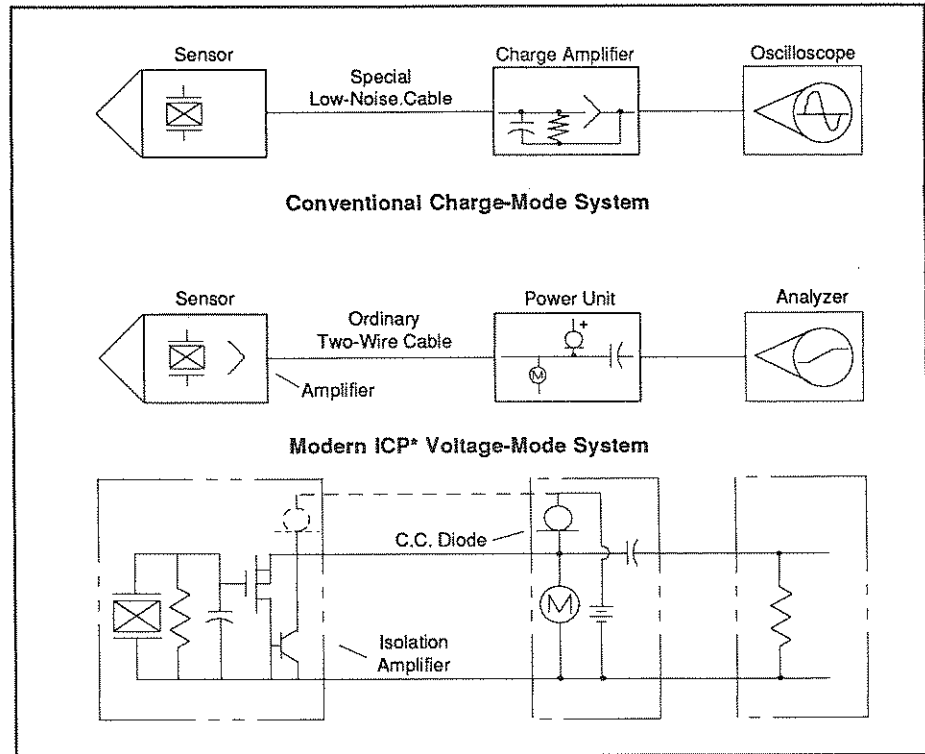 Sensor
Special
Low-Noise.Cable
Charge Amplifier
Oscilloscope
Conventional Charge-Mode System
Sensor
Ordinary
Two-Wire Cable
Amplifier
Power Unit
+
M
Analyzer
Modern ICP* Voltage-Mode System
C.C. Diode
M
Isolation
Amplifier